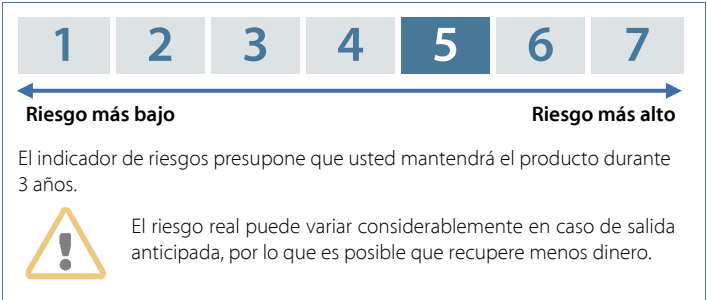 1 2 3 4 5 6 7
Riesgo más bajo Riesgo más alto
El indicador de riesgos presupone que usted mantendrá el producto durante
3 años.
El riesgo real puede variar considerablemente en caso de salida
anticipada, por lo que es posible que recupere menos dinero.